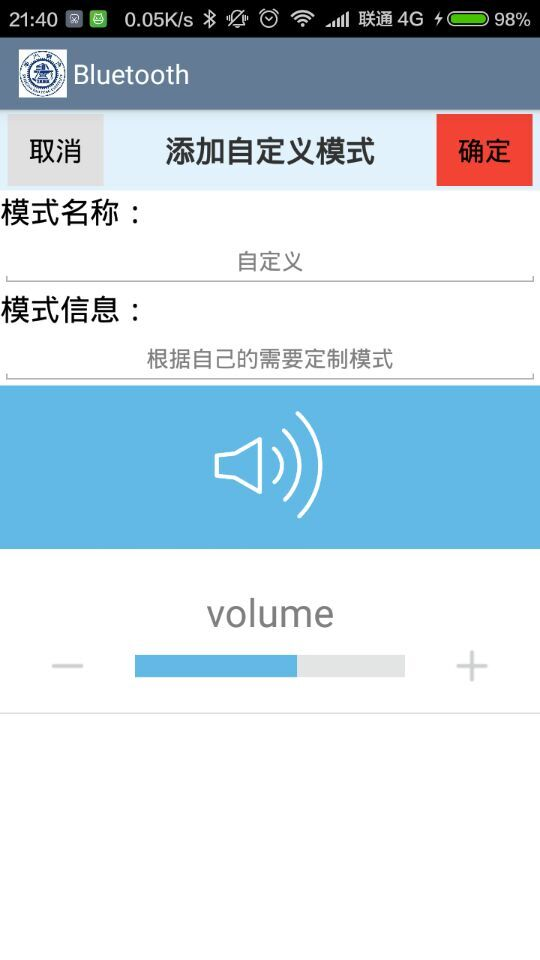 21:40 0.05K/s 联通 4G 98%
Bluetooth
取消 添加自定义模式 确定
模式名称：
自定义
模式信息：
根据自己的需要定制模式
volume